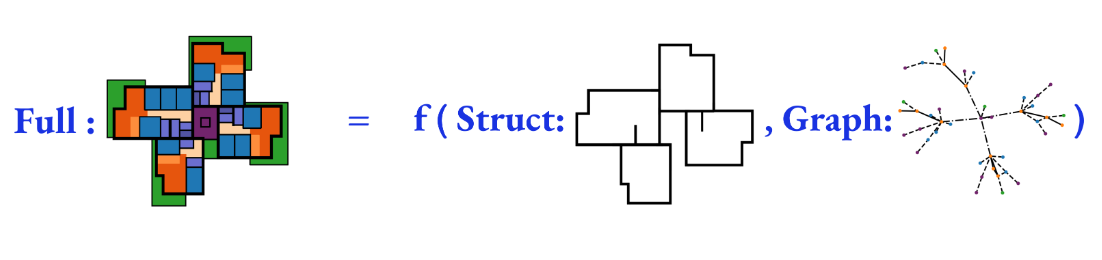 Full : = f ( Struct: , Graph: )